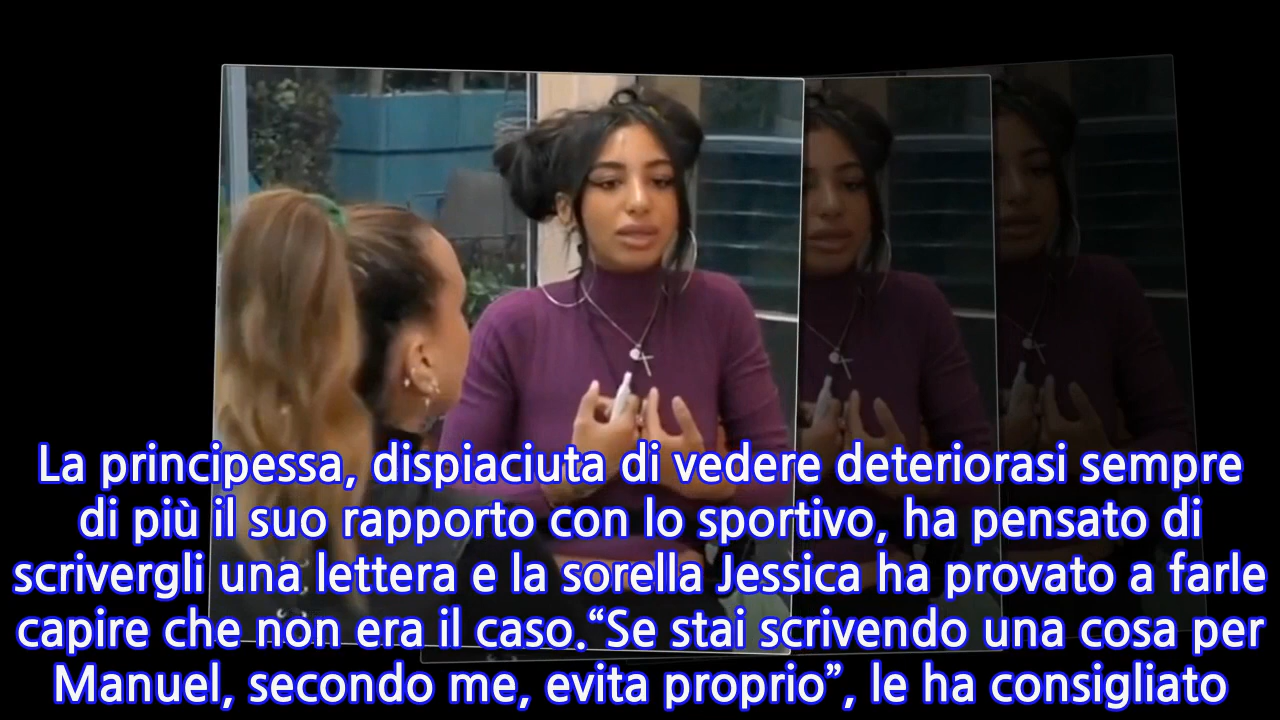 La principessa, dispiaciuta di vedere deteriorasi sempre
di più il suo rapporto con lo sportivo, ha pensato di
scrivergli una lettera e la sorella Jessica ha provato a farle
capire che non era il caso.“Se stai scrivendo una cosa per
Manuel, secondo me, evita proprio”, le ha consigliato